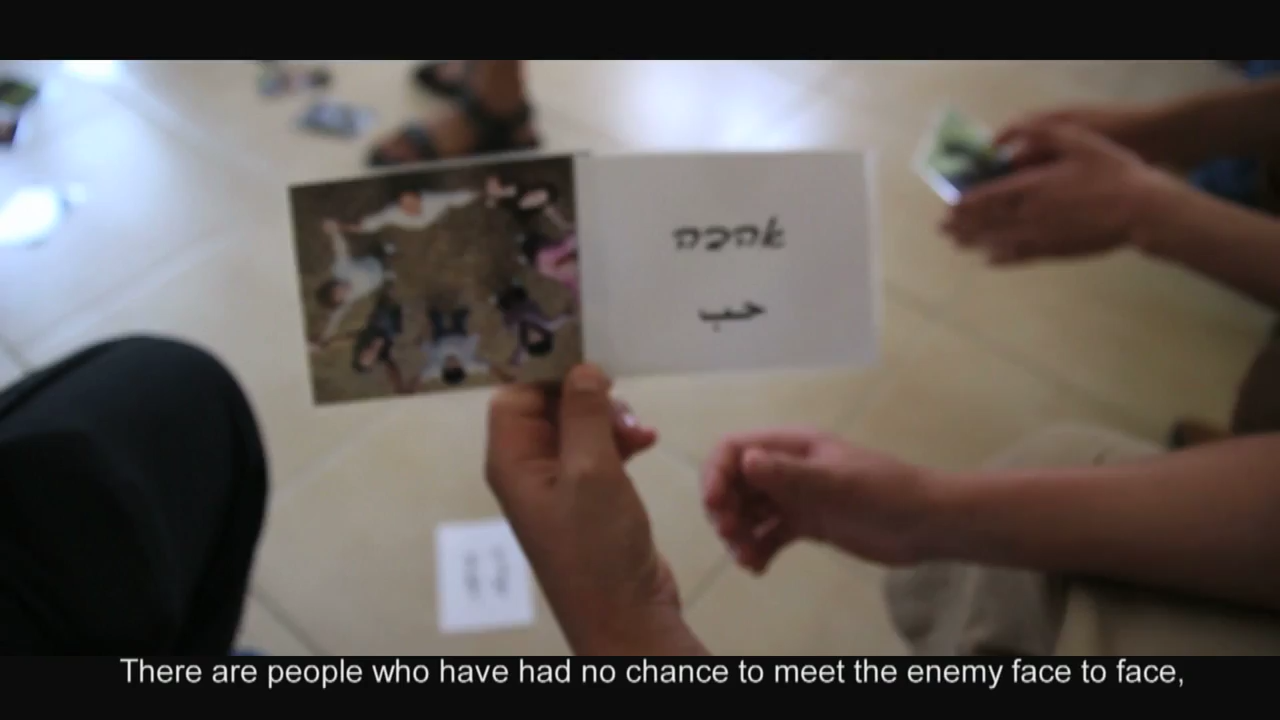 אהבה
حب
There are people who have had no chance to meet the enemy face to face,